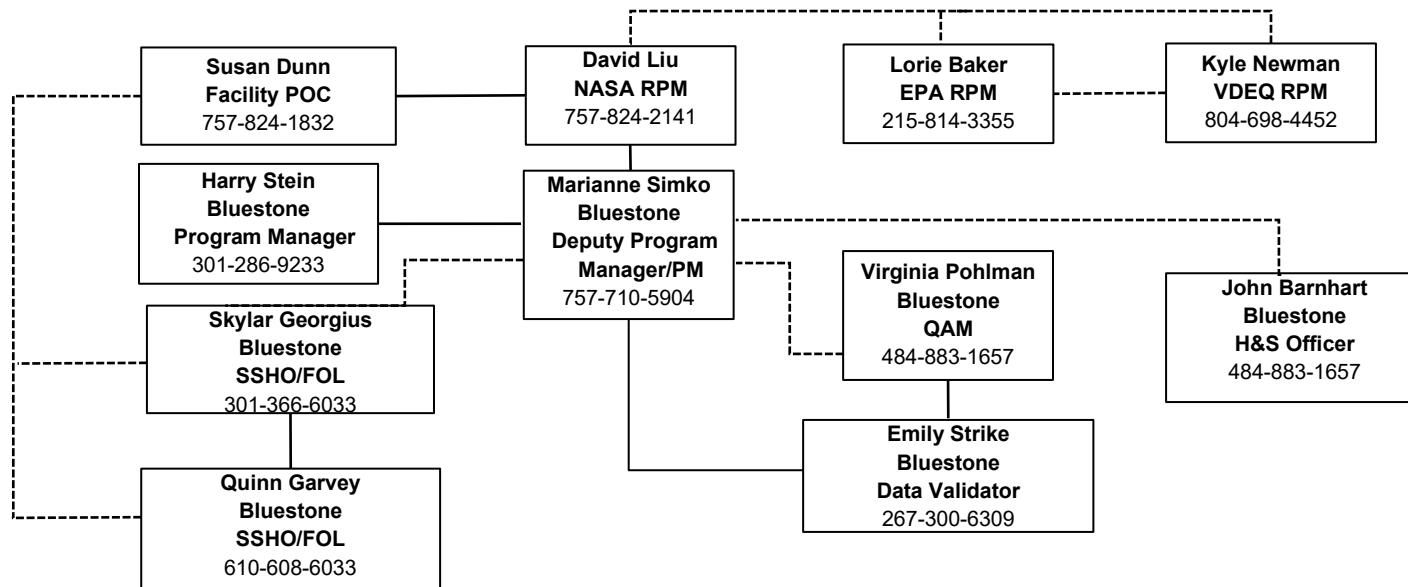 Susan Dunn
Facility POC
757-824-1832
David Liu
NASA RPM
757-824-2141
Lorie Baker
EPA RPM
215-814-3355
Kyle Newman
VDEQ RPM
804-698-4452
Harry Stein
Bluestone
Program Manager
301-286-9233
Marianne Simko
Bluestone
Deputy Program
Manager/PM
757-710-5904
Virginia Pohlman
Bluestone
QAM
484-883-1657
John Barnhart
Bluestone
H&S Officer
484-883-1657
Skylar Georgius
Bluestone
SSHO/FOL
301-366-6033
Emily Strike
Bluestone
Data Validator
267-300-6309
Quinn Garvey
Bluestone
SSHO/FOL
610-608-6033